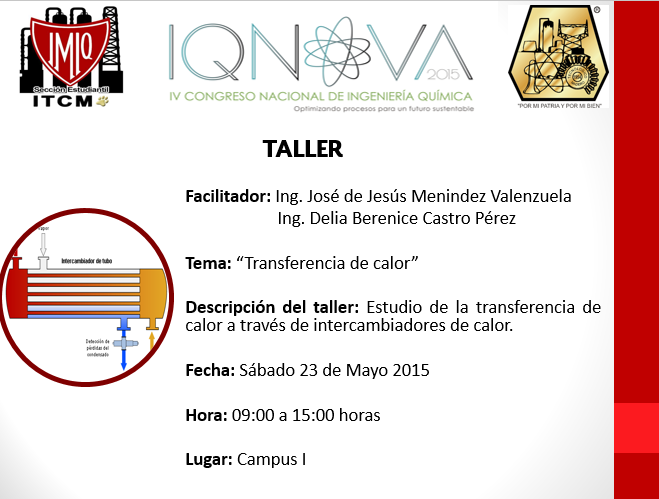 IMIQ
Sección Estudiantil
ITCM
IQNOVA
2015
IV CONGRESO NACIONAL DE INGENIERÍA QUÍMICA
Optimizando procesos para un futuro sustentable
"POR MI PATRIA Y POR MI BIEN"
TALLER
Facilitador: Ing. José de Jesús Menindez Valenzuela
Ing. Delia Berenice Castro Pérez
Tema: “Transferencia de calor”
Descripción del taller: Estudio de la transferencia de
calor a través de intercambiadores de calor.
Fecha: Sábado 23 de Mayo 2015
Hora: 09:00 a 15:00 horas
Lugar: Campus I
Intercambiador de tubo
Detección de
pérdidas del
condensado